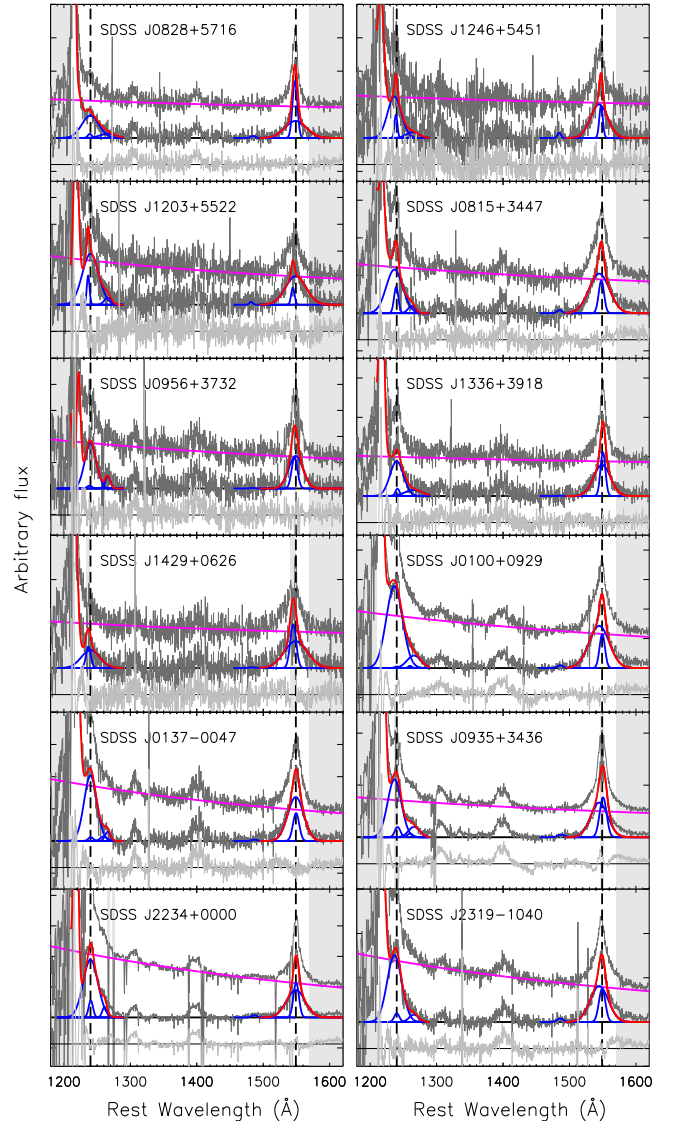 SDSS J0828+5716
SDSS J1246+5451
SDSS J1203+5522
SDSS J0815+3447
SDSS J0956+3732
SDSS J1336+3918
SDSS J1429+0626
SDSS J0100+0929
SDSS J0137-0047
SDSS J0935+3436
SDSS J2234+0000
SDSS J2319-1040
Arbitrary flux
1200 1300 1400 1500 1600
1200 1300 1400 1500 1600
Rest Wavelength (Å)
Rest Wavelength (Å)